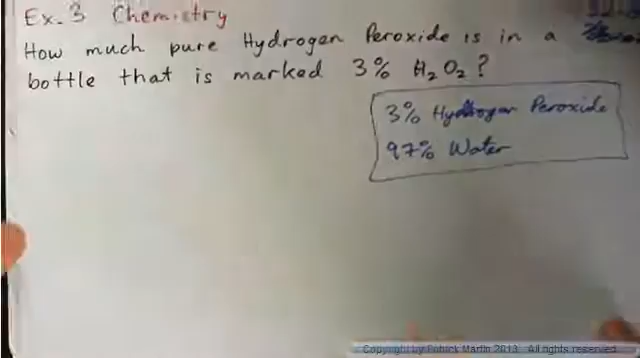 Ex. 3 Chemistry
How much pure Hydrogen Peroxide is in a
bottle that is marked 3% H2O2?
3% Hydrogen Peroxide
97% Water
Copyright by Patrick Martin 2013. All rights reserved.